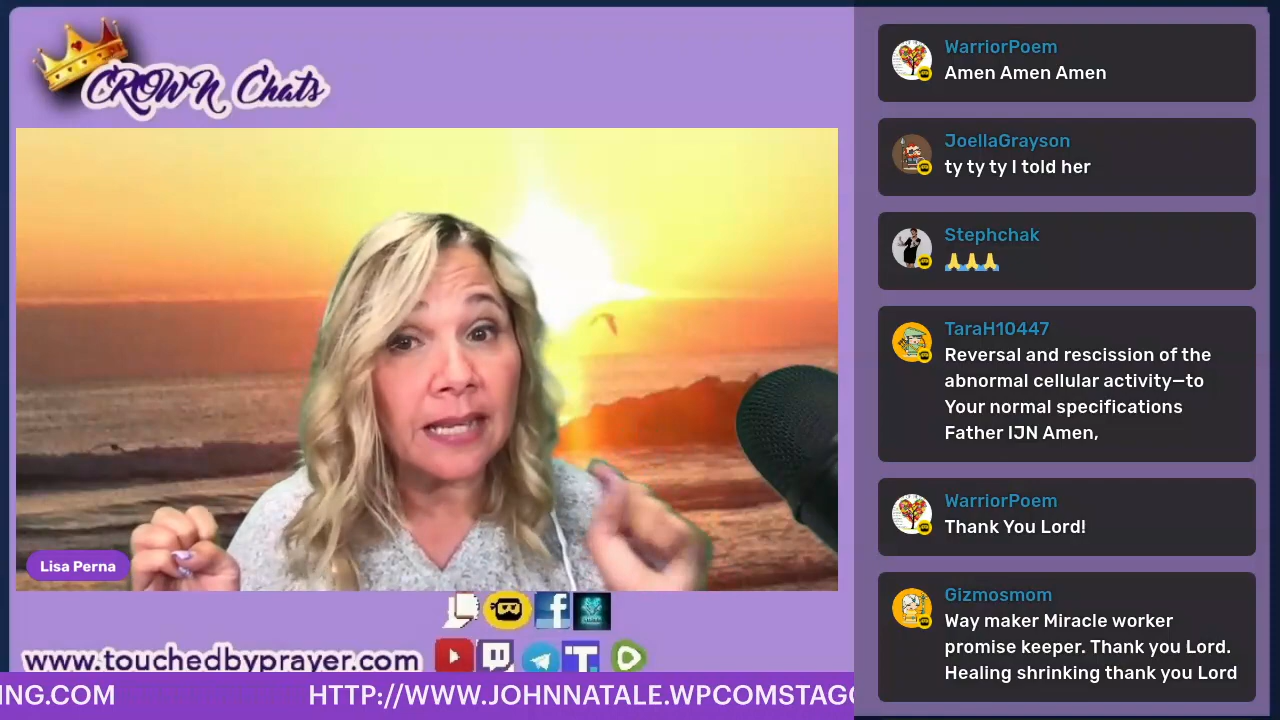 CROWN Chats
Lisa Perna
www.touchedbyprayer.com
ING.COM HTTP://WWW.JOHNNATALE.WPCOMSTAG
WarriorPoem
Amen Amen Amen
JoellaGrayson
ty ty ty I told her
Stephchak
🙏🙏🙏
TaraH10447
Reversal and rescission of the
abnormal cellular activity—to
Your normal specifications
Father IJN Amen,
WarriorPoem
Thank You Lord!
Gizmosmom
Way maker Miracle worker
promise keeper. Thank you Lord.
Healing shrinking thank you Lord